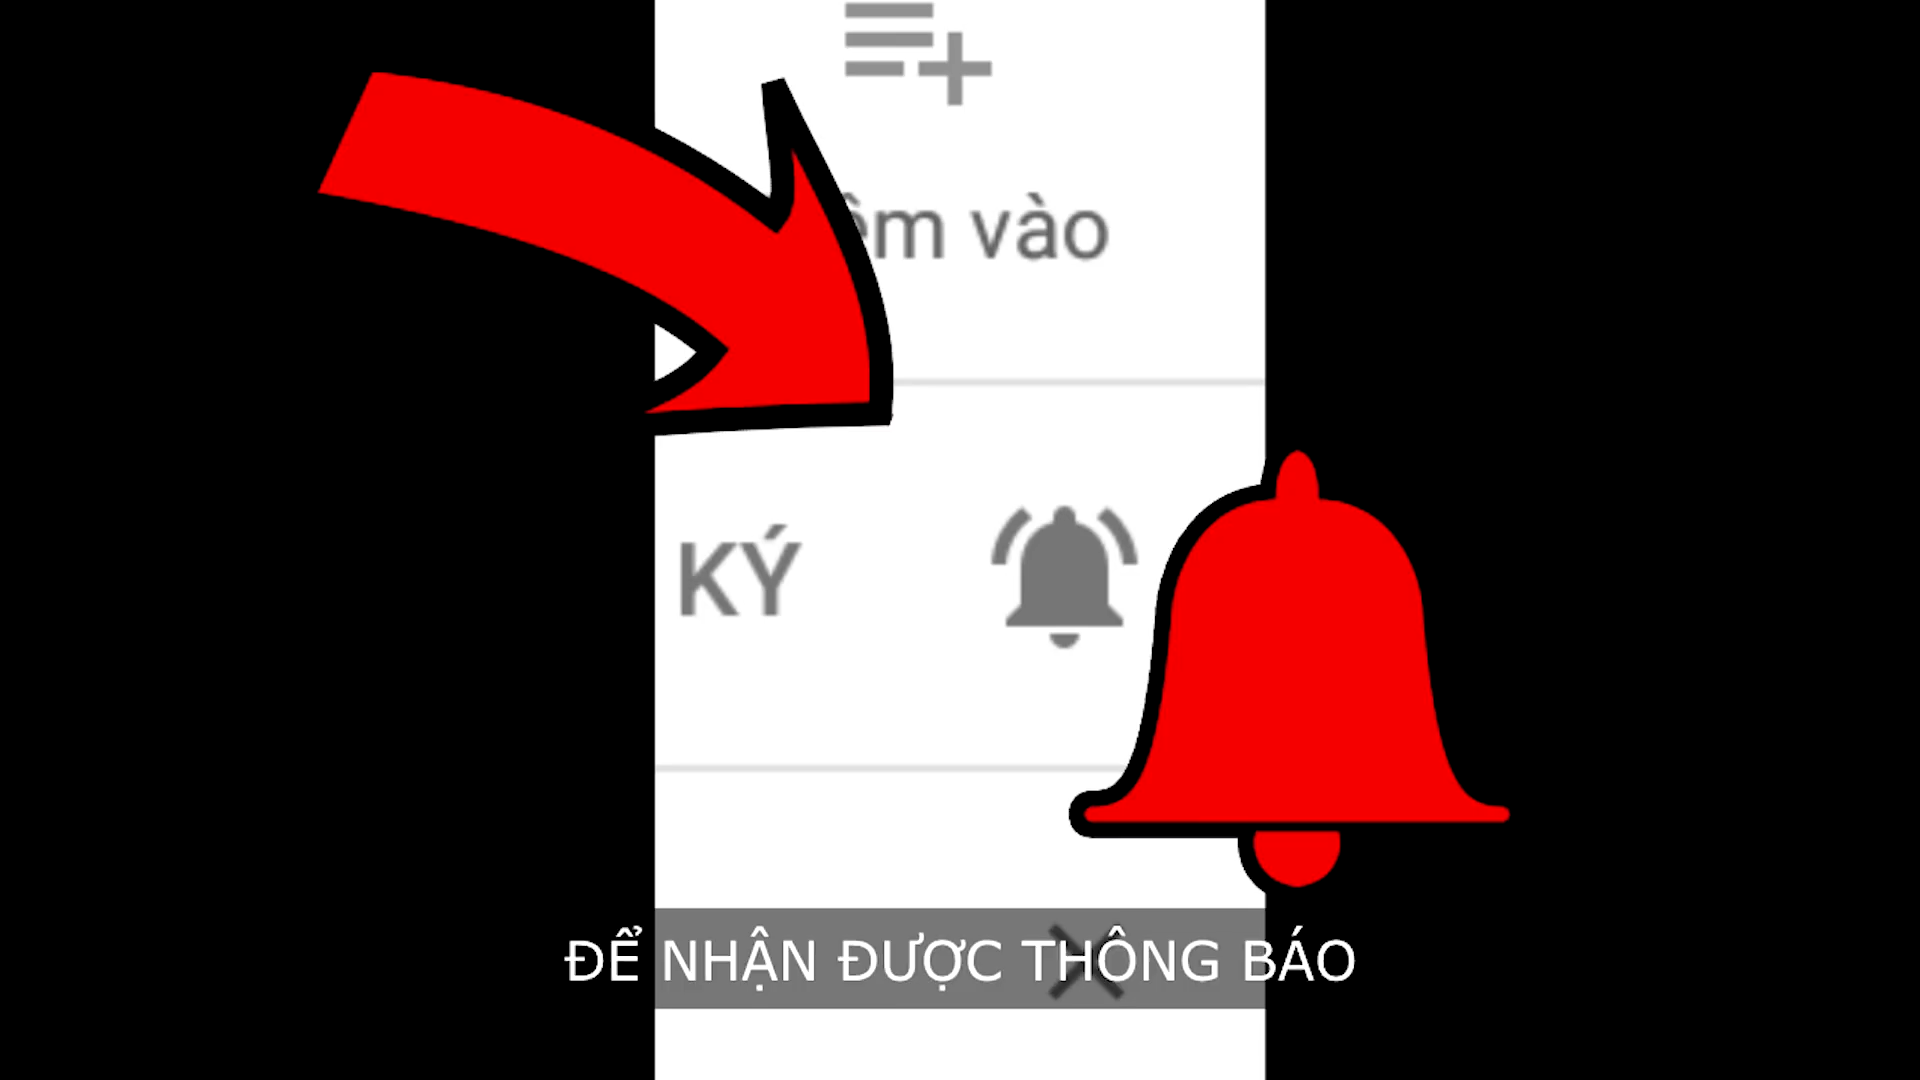 vào
KÝ
ĐỂ NHẬN ĐƯỢC THÔNG BÁO